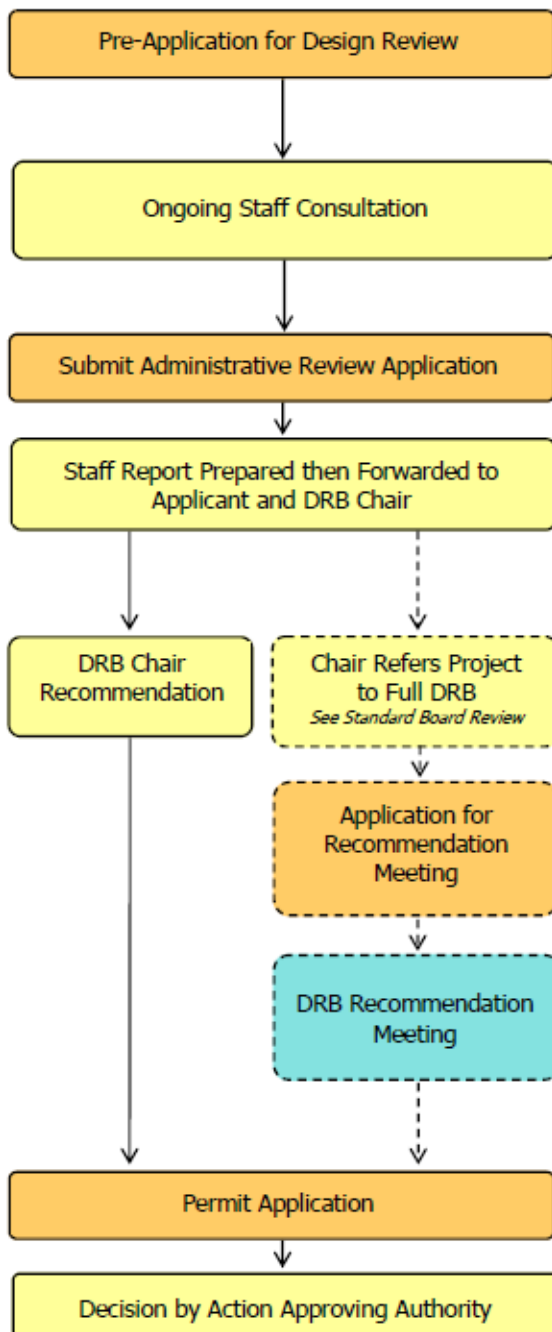 Pre-Application for Design Review
Ongoing Staff Consultation
Submit Administrative Review Application
Staff Report Prepared then Forwarded to
Applicant and DRB Chair
DRB Chair
Recommendation
Chair Refers Project
to Full DRB
See Standard Board Review
Application for
Recommendation
Meeting
DRB Recommendation
Meeting
Permit Application
Decision by Action Approving Authority